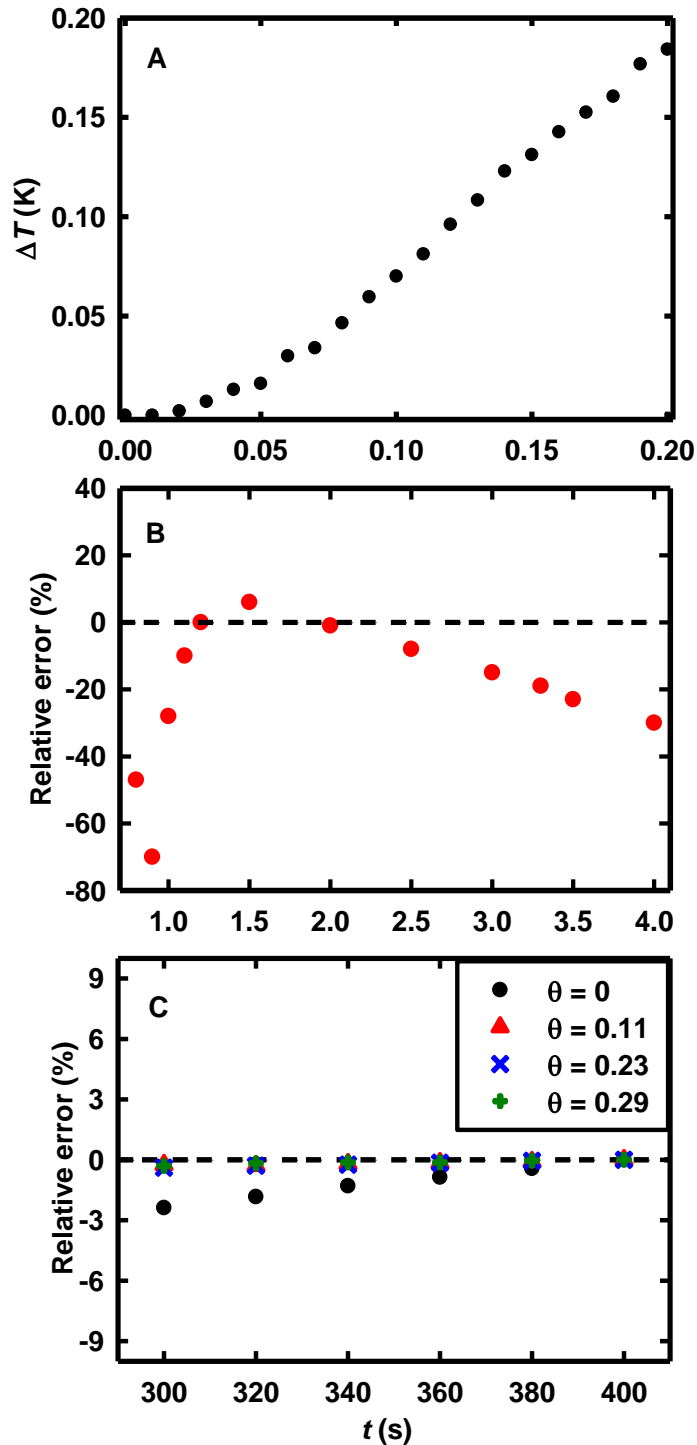 A
0.20
0.15
0.10
0.05
0.00
ΔT (K)
0.00 0.05 0.10 0.15 0.20
B
40
20
0
-20
-40
-60
-80
Relative error (%)
1.0 1.5 2.0 2.5 3.0 3.5 4.0
C
9
6
3
0
-3
-6
-9
Relative error (%)
θ = 0
θ = 0.11
θ = 0.23
θ = 0.29
300 320 340 360 380 400
t (s)